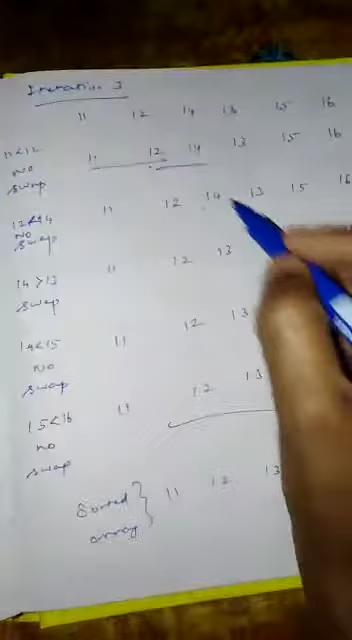 Iteration 3
11 12 14 13 15 16
11<12 11 12 14 13 15 16
No
swap
12<14 11 12 14 13 15 16
No
swap
14>13 11 12 13
swap
14<15 11 12 13
No
swap
15<16 11 12 13
no
swap
Sorted } 11 12 13
array